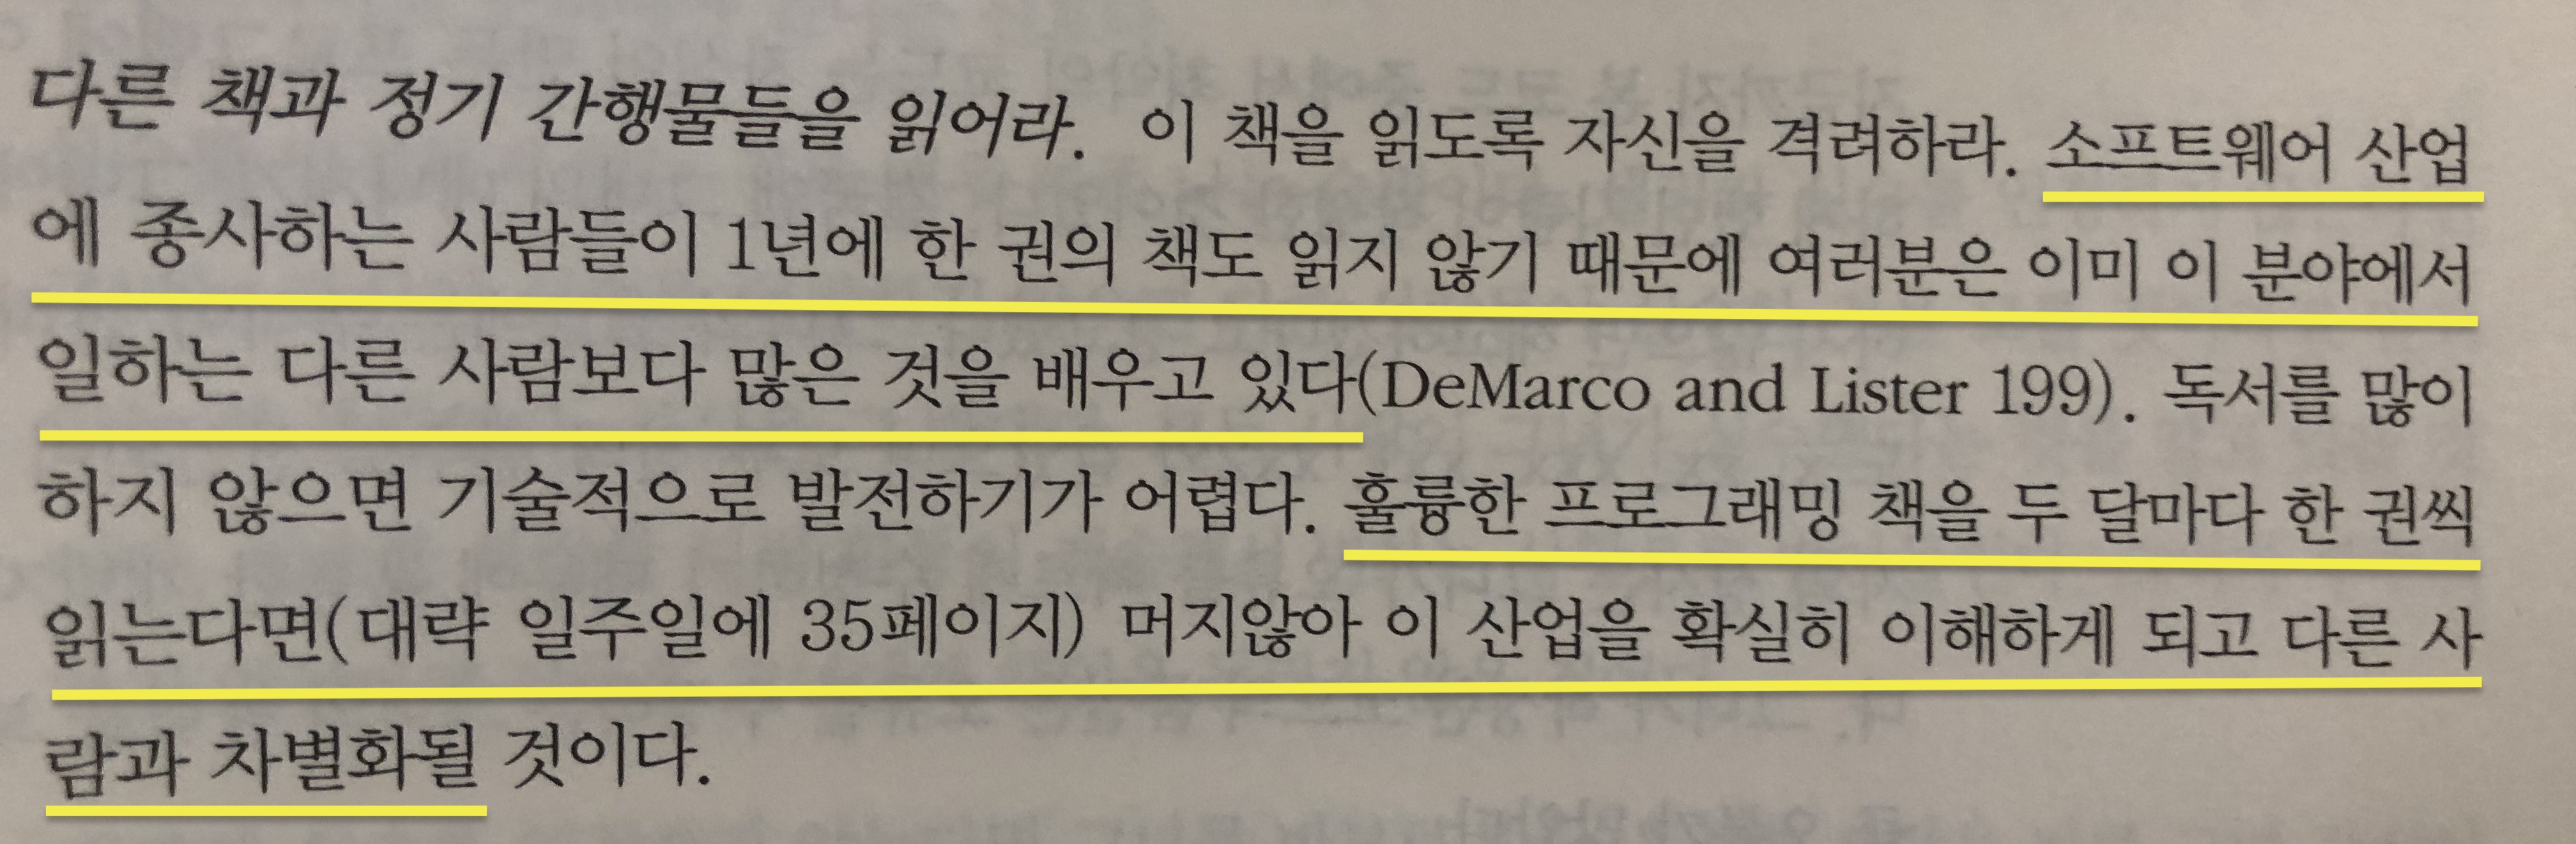 다른 책과 정기 간행물들을 읽어라. 이 책을 읽도록 자신을 격려하라. 소프트웨어 산업
에 종사하는 사람들이 1년에 한 권의 책도 읽지 않기 때문에 여러분은 이미 이 분야에서
일하는 다른 사람보다 많은 것을 배우고 있다(DeMarco and Lister 199). 독서를 많이
하지 않으면 기술적으로 발전하기가 어렵다. 훌륭한 프로그래밍 책을 두 달마다 한 권씩
읽는다면(대략 일주일에 35페이지) 머지않아 이 산업을 확실히 이해하게 되고 다른 사
람과 차별화될 것이다.